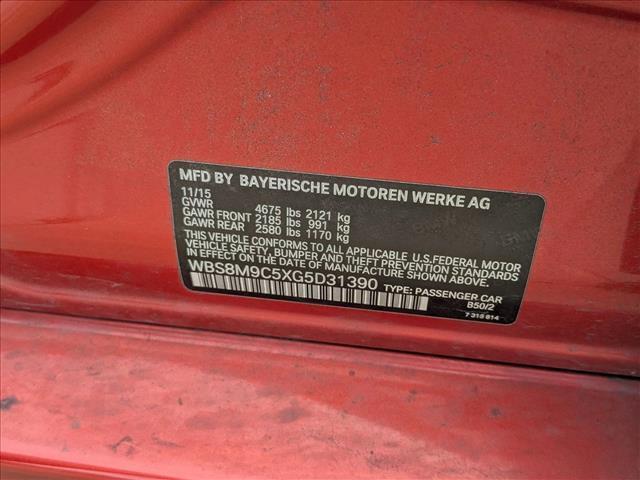 MFD BY BAYERISCHE MOTOREN WERKE AG
11/15
GVWR 4675 lbs 2121 kg
GAWR FRONT 2185 lbs 991 kg
GAWR REAR 2580 lbs 1170 kg
THIS VEHICLE CONFORMS TO ALL APPLICABLE U.S.FEDERAL MOTOR
VEHICLE SAFETY, BUMPER AND THEFT PREVENTION STANDARDS
IN EFFECT ON THE DATE OF MANUFACTURE SHOWN ABOVE.
WBS8M9C5XG5D31390 TYPE: PASSENGER CAR
B50/2
7 315 814